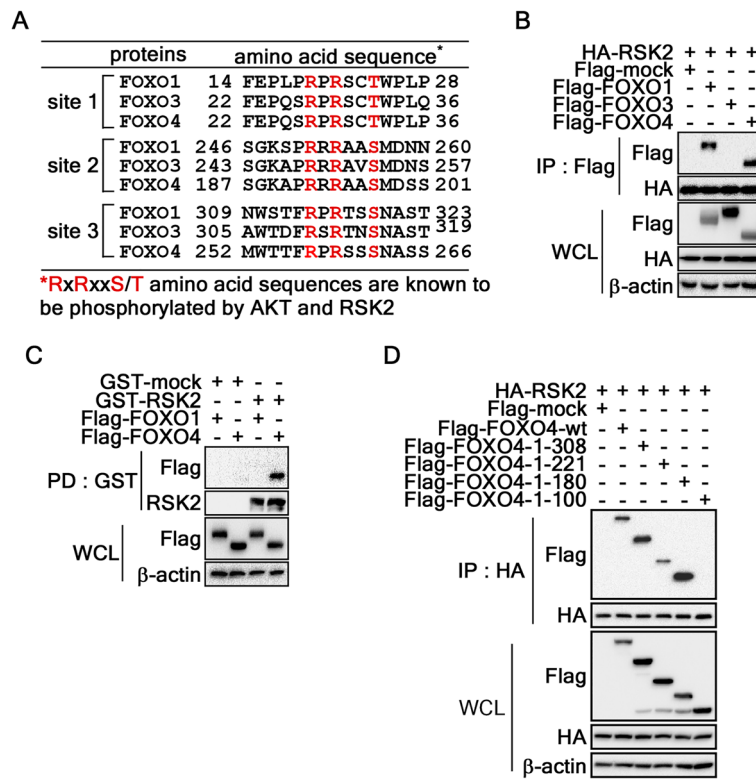 A
proteins amino acid sequence*
site 1
FOXO1 14 FEPLPRPRSCTWPLP 28
FOXO3 22 FEPQSRPRSCTWPLQ 36
FOXO4 22 FEPQSRPRSCTWPLP 36
site 2
FOXO1 246 SGKSPRRRAASMDNN 260
FOXO3 243 SGKAPRRRAVSMDNS 257
FOXO4 187 SGKAPRRRAASMDSS 201
site 3
FOXO1 309 NWSTFRPRTSSNAST 323
FOXO3 305 AWTDFRSRTNSNAST 319
FOXO4 252 MWTTFRPRSSSNASS 266
*RxRxxS/T amino acid sequences are known to
be phosphorylated by AKT and RSK2
B
HA-RSK2 + + + +
Flag-mock + - - -
Flag-FOXO1 - + - -
Flag-FOXO3 - - + -
Flag-FOXO4 - - - +
IP : Flag
Flag
HA
WCL
Flag
HA
β-actin
C
GST-mock + + - -
GST-RSK2 - - + +
Flag-FOXO1 + - + -
Flag-FOXO4 - + - +
PD : GST
Flag
RSK2
WCL
Flag
β-actin
D
HA-RSK2 + + + + + +
Flag-mock + - - - - -
Flag-FOXO4-wt - + - - - -
Flag-FOXO4-1-308 - - + - - -
Flag-FOXO4-1-221 - - - + - -
Flag-FOXO4-1-180 - - - - + -
Flag-FOXO4-1-100 - - - - - +
IP : HA
Flag
HA
WCL
Flag
HA
β-actin